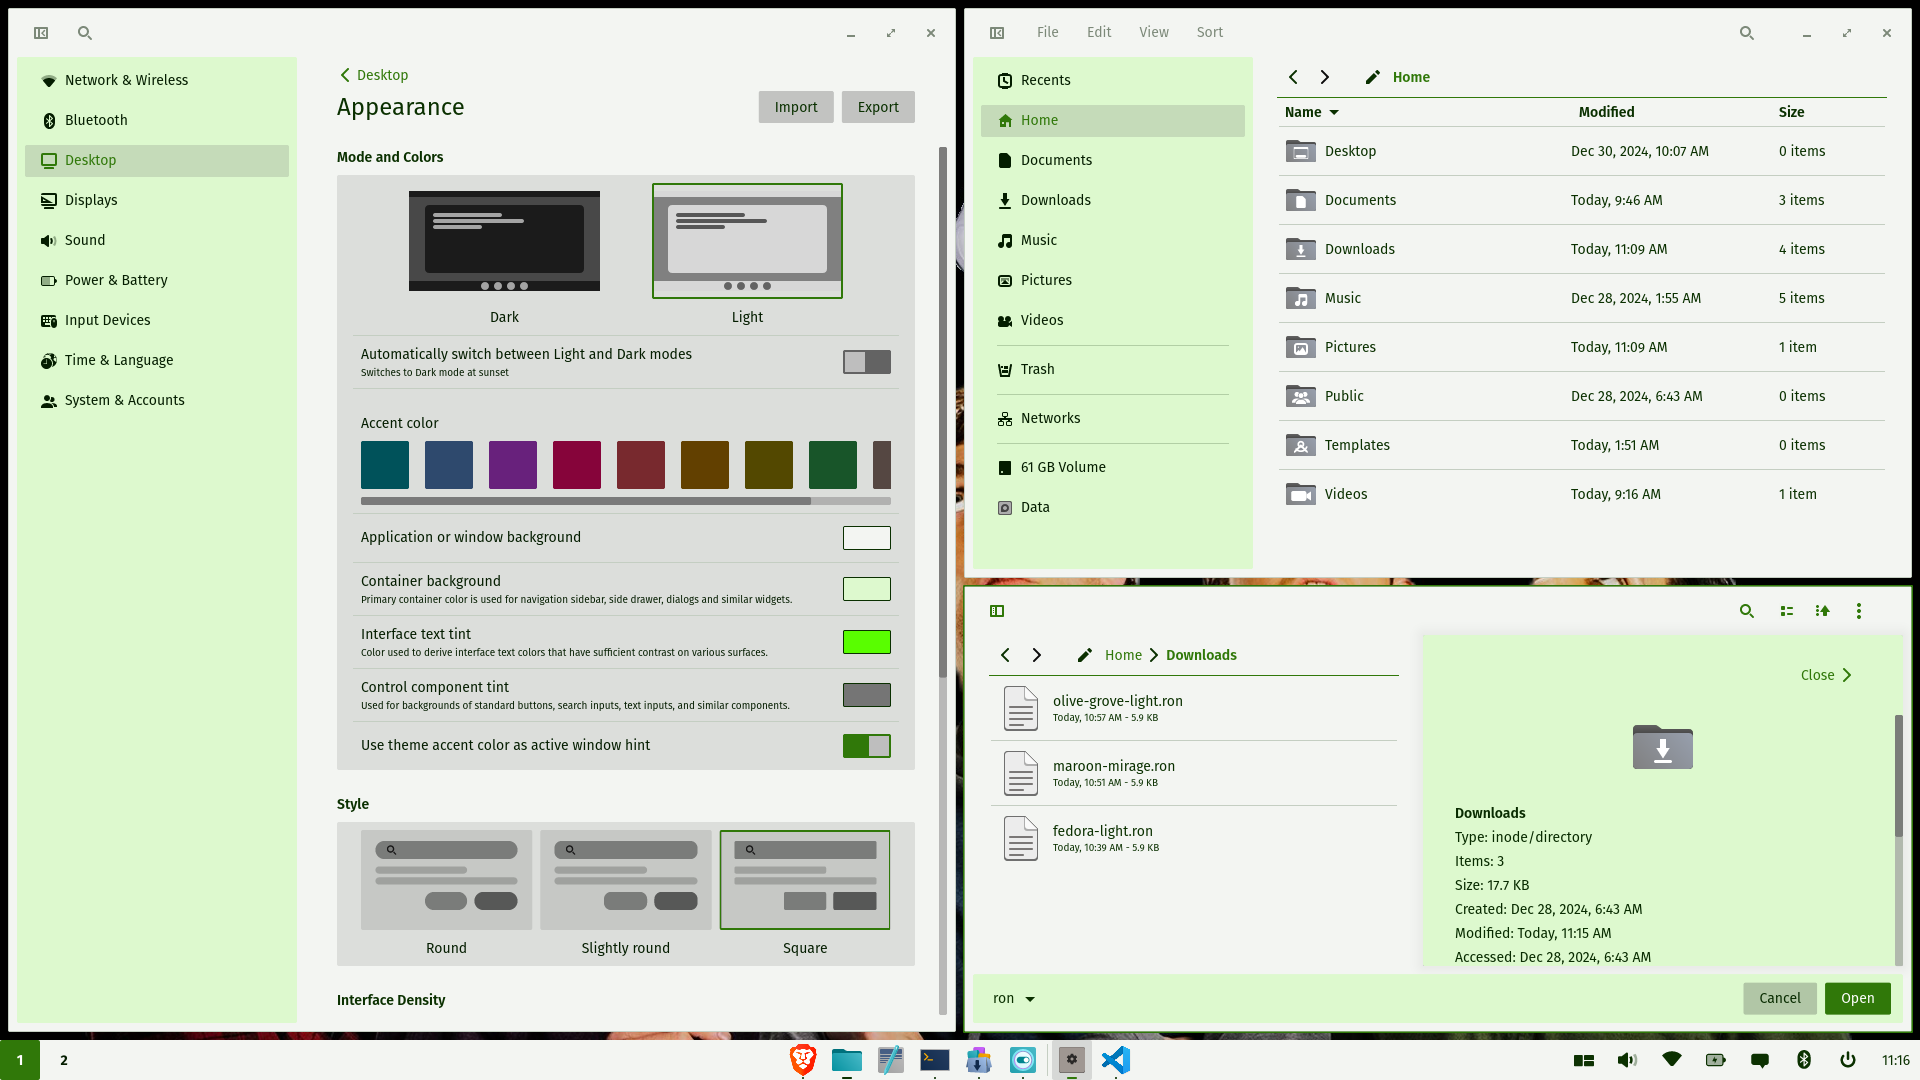 Network & Wireless
Bluetooth
Desktop
Displays
Sound
Power & Battery
Input Devices
Time & Language
System & Accounts
Desktop
Appearance
Import
Export
Mode and Colors
Dark
Light
Automatically switch between Light and Dark modes
Switches to Dark mode at sunset
Accent color
Application or window background
Container background
Primary container color is used for navigation sidebar, side drawer, dialogs and similar widgets.
Interface text tint
Color used to derive interface text colors that have sufficient contrast on various surfaces.
Control component tint
Used for backgrounds of standard buttons, search inputs, text inputs, and similar components.
Use theme accent color as active window hint
Style
Round
Slightly round
Square
Interface Density
File
Edit
View
Sort
Recents
Home
Documents
Downloads
Music
Pictures
Videos
Trash
Networks
61 GB Volume
Data
Home
Name
Modified
Size
Desktop
Dec 30, 2024, 10:07 AM
0 items
Documents
Today, 9:46 AM
3 items
Downloads
Today, 11:09 AM
4 items
Music
Dec 28, 2024, 1:55 AM
5 items
Pictures
Today, 11:09 AM
1 item
Public
Dec 28, 2024, 6:43 AM
0 items
Templates
Today, 1:51 AM
0 items
Videos
Today, 9:16 AM
1 item
Home
Downloads
olive-grove-light.ron
Today, 10:57 AM - 5.9 KB
maroon-mirage.ron
Today, 10:51 AM - 5.9 KB
fedora-light.ron
Today, 10:39 AM - 5.9 KB
Close
Downloads
Type: inode/directory
Items: 3
Size: 17.7 KB
Created: Dec 28, 2024, 6:43 AM
Modified: Today, 11:15 AM
Accessed: Dec 28, 2024, 6:43 AM
ron
Cancel
Open
1
2
11:16